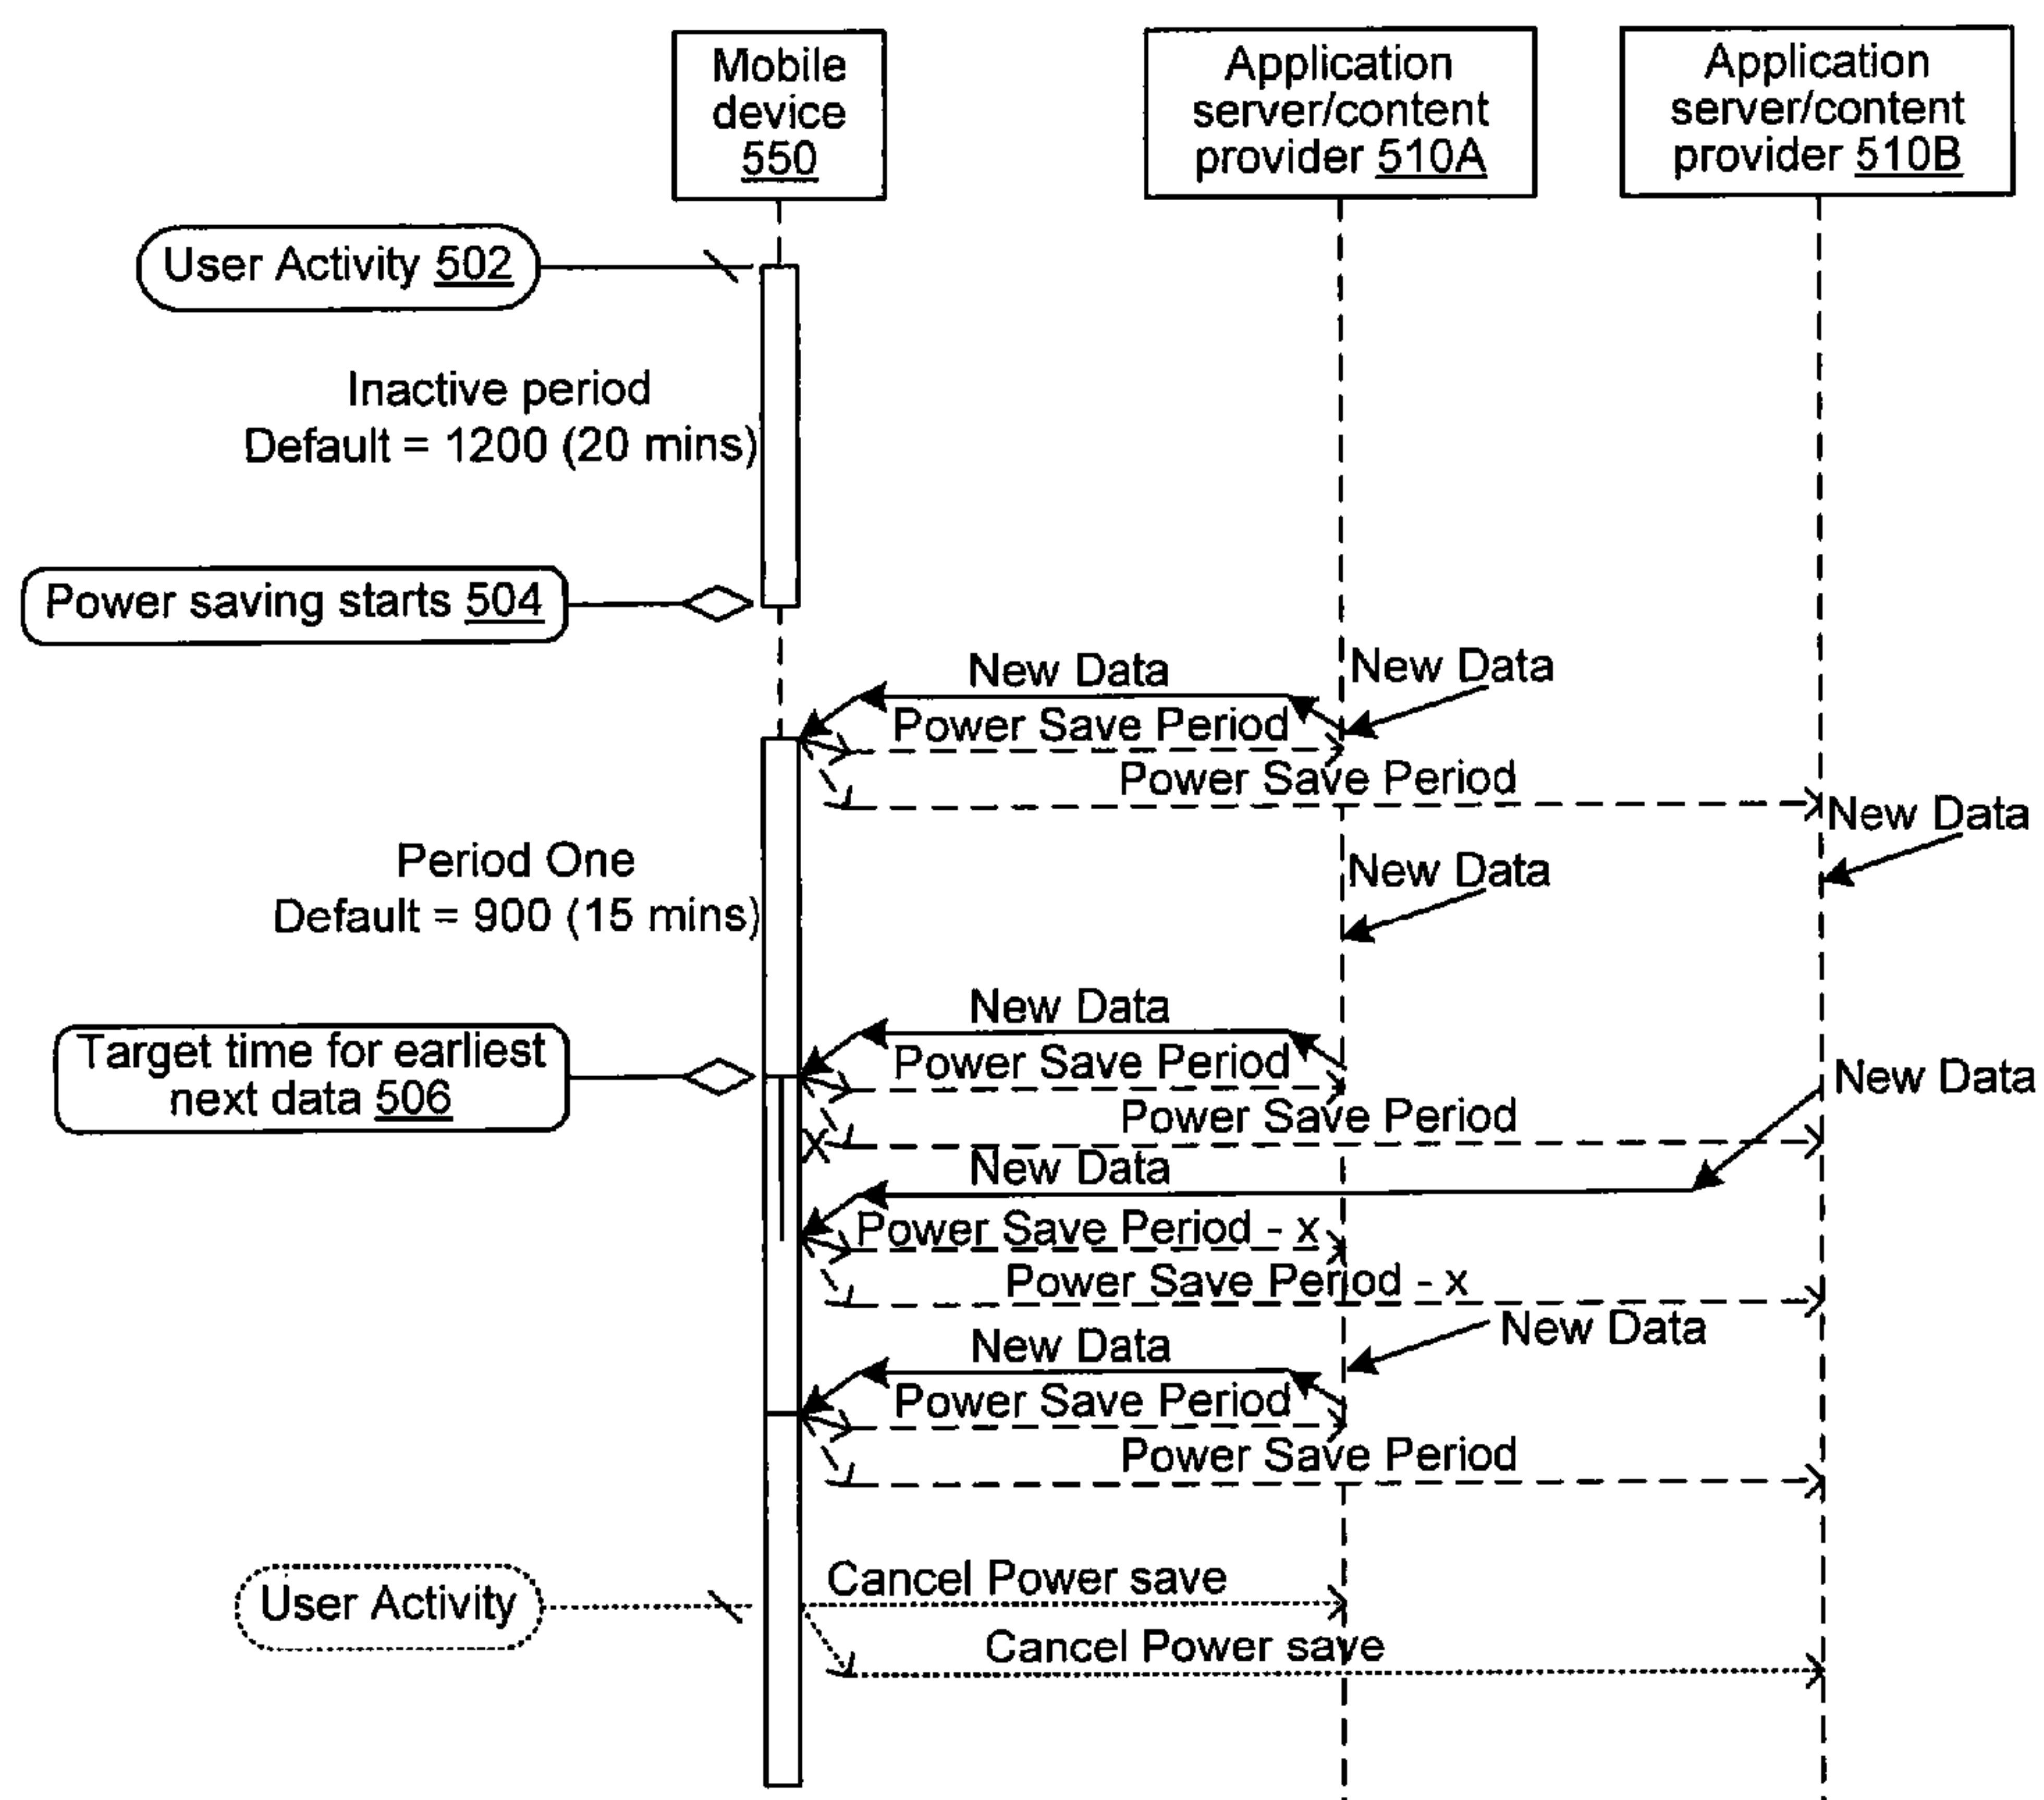 Mobile
device
550
Application
server/content
provider 510A
Application
server/content
provider 510B
User Activity 502
Inactive period
Default = 1200 (20 mins)
Power saving starts 504
New Data
New Data
Power Save Period
Power Save Period
New Data
Period One
Default = 900 (15 mins)
New Data
New Data
Target time for earliest
next data 506
Power Save Period
New Data
Power Save Period
X
New Data
Power Save Period - x
Power Save Period - x
New Data
New Data
Power Save Period
Power Save Period
User Activity
Cancel Power save
Cancel Power save